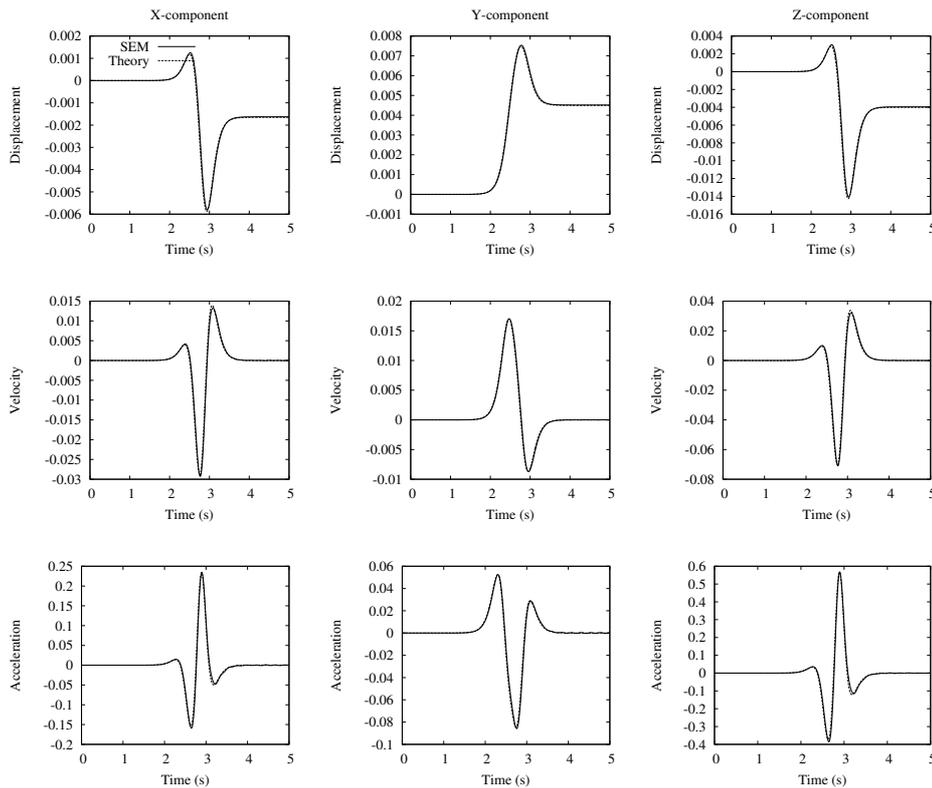 X-component
Y-component
Z-component
0.002
0.001
0
-0.001
-0.002
-0.003
-0.004
-0.005
-0.006
SEM
Theory
Displacement
0 1 2 3 4 5
Time (s)
0.008
0.007
0.006
0.005
0.004
0.003
0.002
0.001
0
-0.001
Displacement
0 1 2 3 4 5
Time (s)
0.004
0.002
0
-0.002
-0.004
-0.006
-0.008
-0.01
-0.012
-0.014
-0.016
Displacement
0 1 2 3 4 5
Time (s)
0.015
0.01
0.005
0
-0.005
-0.01
-0.015
-0.02
-0.025
-0.03
Velocity
0 1 2 3 4 5
Time (s)
0.02
0.015
0.01
0.005
0
-0.005
-0.01
Velocity
0 1 2 3 4 5
Time (s)
0.04
0.02
0
-0.02
-0.04
-0.06
-0.08
Velocity
0 1 2 3 4 5
Time (s)
0.25
0.2
0.15
0.1
0.05
0
-0.05
-0.1
-0.15
-0.2
Acceleration
0 1 2 3 4 5
Time (s)
0.06
0.04
0.02
0
-0.02
-0.04
-0.06
-0.08
-0.1
Acceleration
0 1 2 3 4 5
Time (s)
0.6
0.5
0.4
0.3
0.2
0.1
0
-0.1
-0.2
-0.3
-0.4
Acceleration
0 1 2 3 4 5
Time (s)